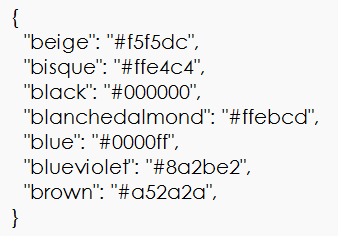 {
"beige": "#f5f5dc",
"bisque": "#ffe4c4",
"black": "#000000",
"blanchedalmond": "#ffebcd",
"blue": "#0000ff",
"blueviolet": "#8a2be2",
"brown": "#a52a2a",
}